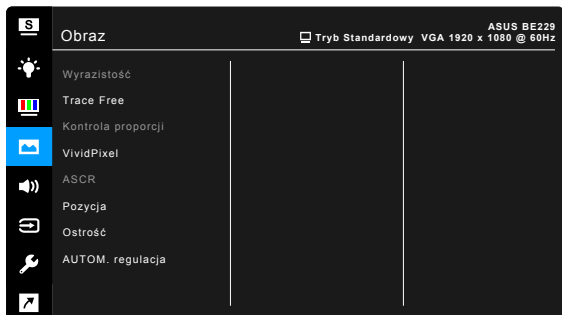 S
ASUS BE229
Obraz
Tryb Standardowy VGA 1920 x 1080 @ 60Hz
Wyrazistość
Trace Free
Kontrola proporcji
VividPixel
ASCR
Pozycja
Ostrość
AUTOM. regulacja